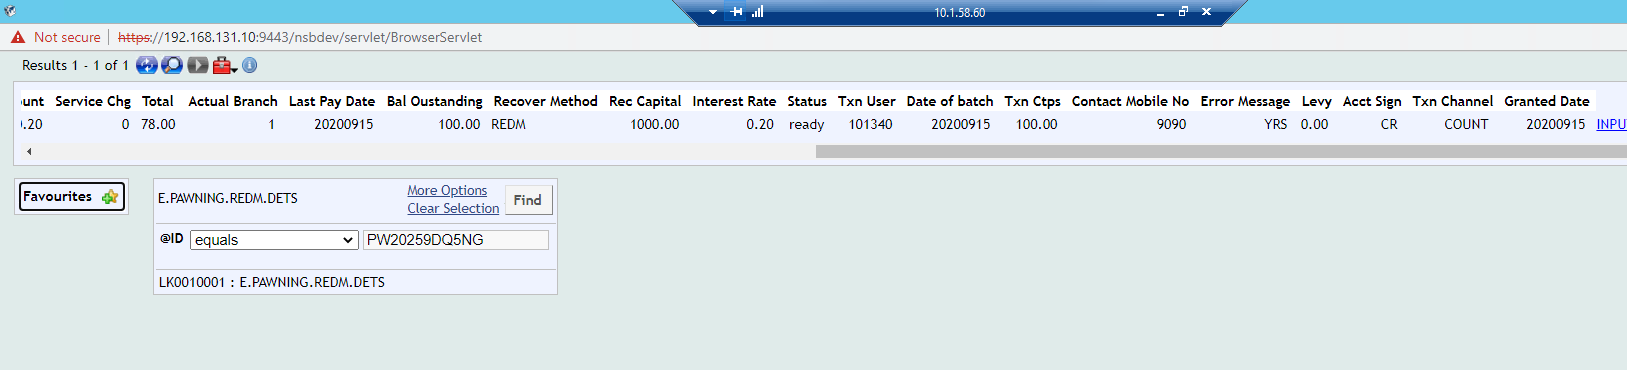 10.1.58.60
Not secure https://192.168.131.10:9443/nsbdev/servlet/BrowserServlet
Results 1 - 1 of 1
unt Service Chg Total Actual Branch Last Pay Date Bal Oustanding Recover Method Rec Capital Interest Rate Status Txn User Date of batch Txn Ctps Contact Mobile No Error Message Levy Acct Sign Txn Channel Granted Date
.20 0 78.00 1 20200915 100.00 REDM 1000.00 0.20 ready 101340 20200915 100.00 9090 YRS 0.00 CR COUNT 20200915 INPU
Favourites
E.PAWNING.REDM.DETS
More Options
Clear Selection
Find
@ID equals PW20259DQ5NG
LK0010001 : E.PAWNING.REDM.DETS